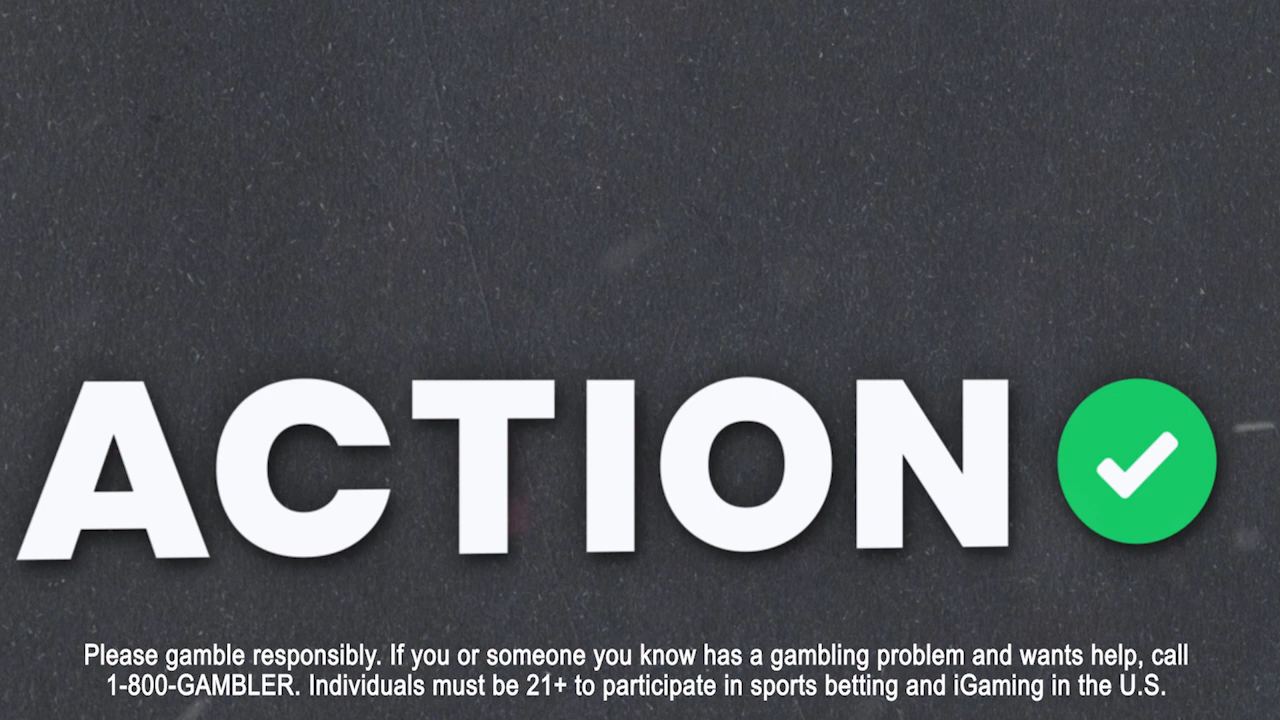 ACTION
Please gamble responsibly. If you or someone you know has a gambling problem and wants help, call
1-800-GAMBLER. Individuals must be 21+ to participate in sports betting and iGaming in the U.S.